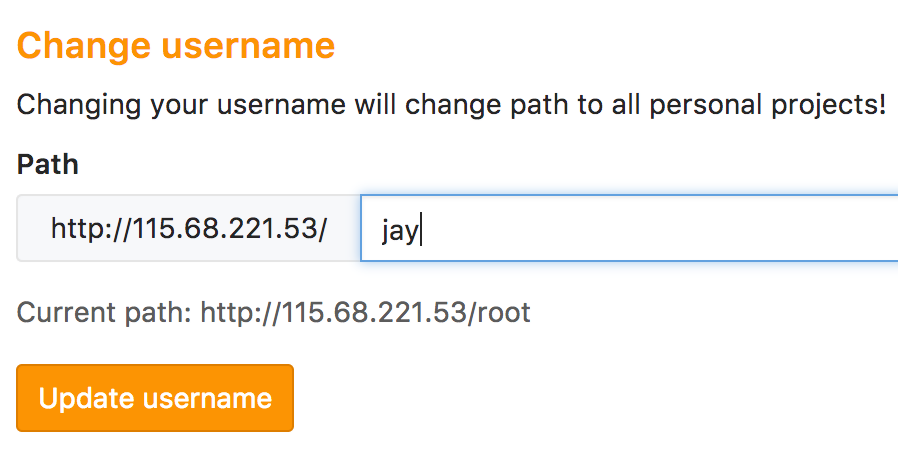 Change username
Changing your username will change path to all personal projects!
Path
http://115.68.221.53/ jay
Current path: http://115.68.221.53/root
Update username